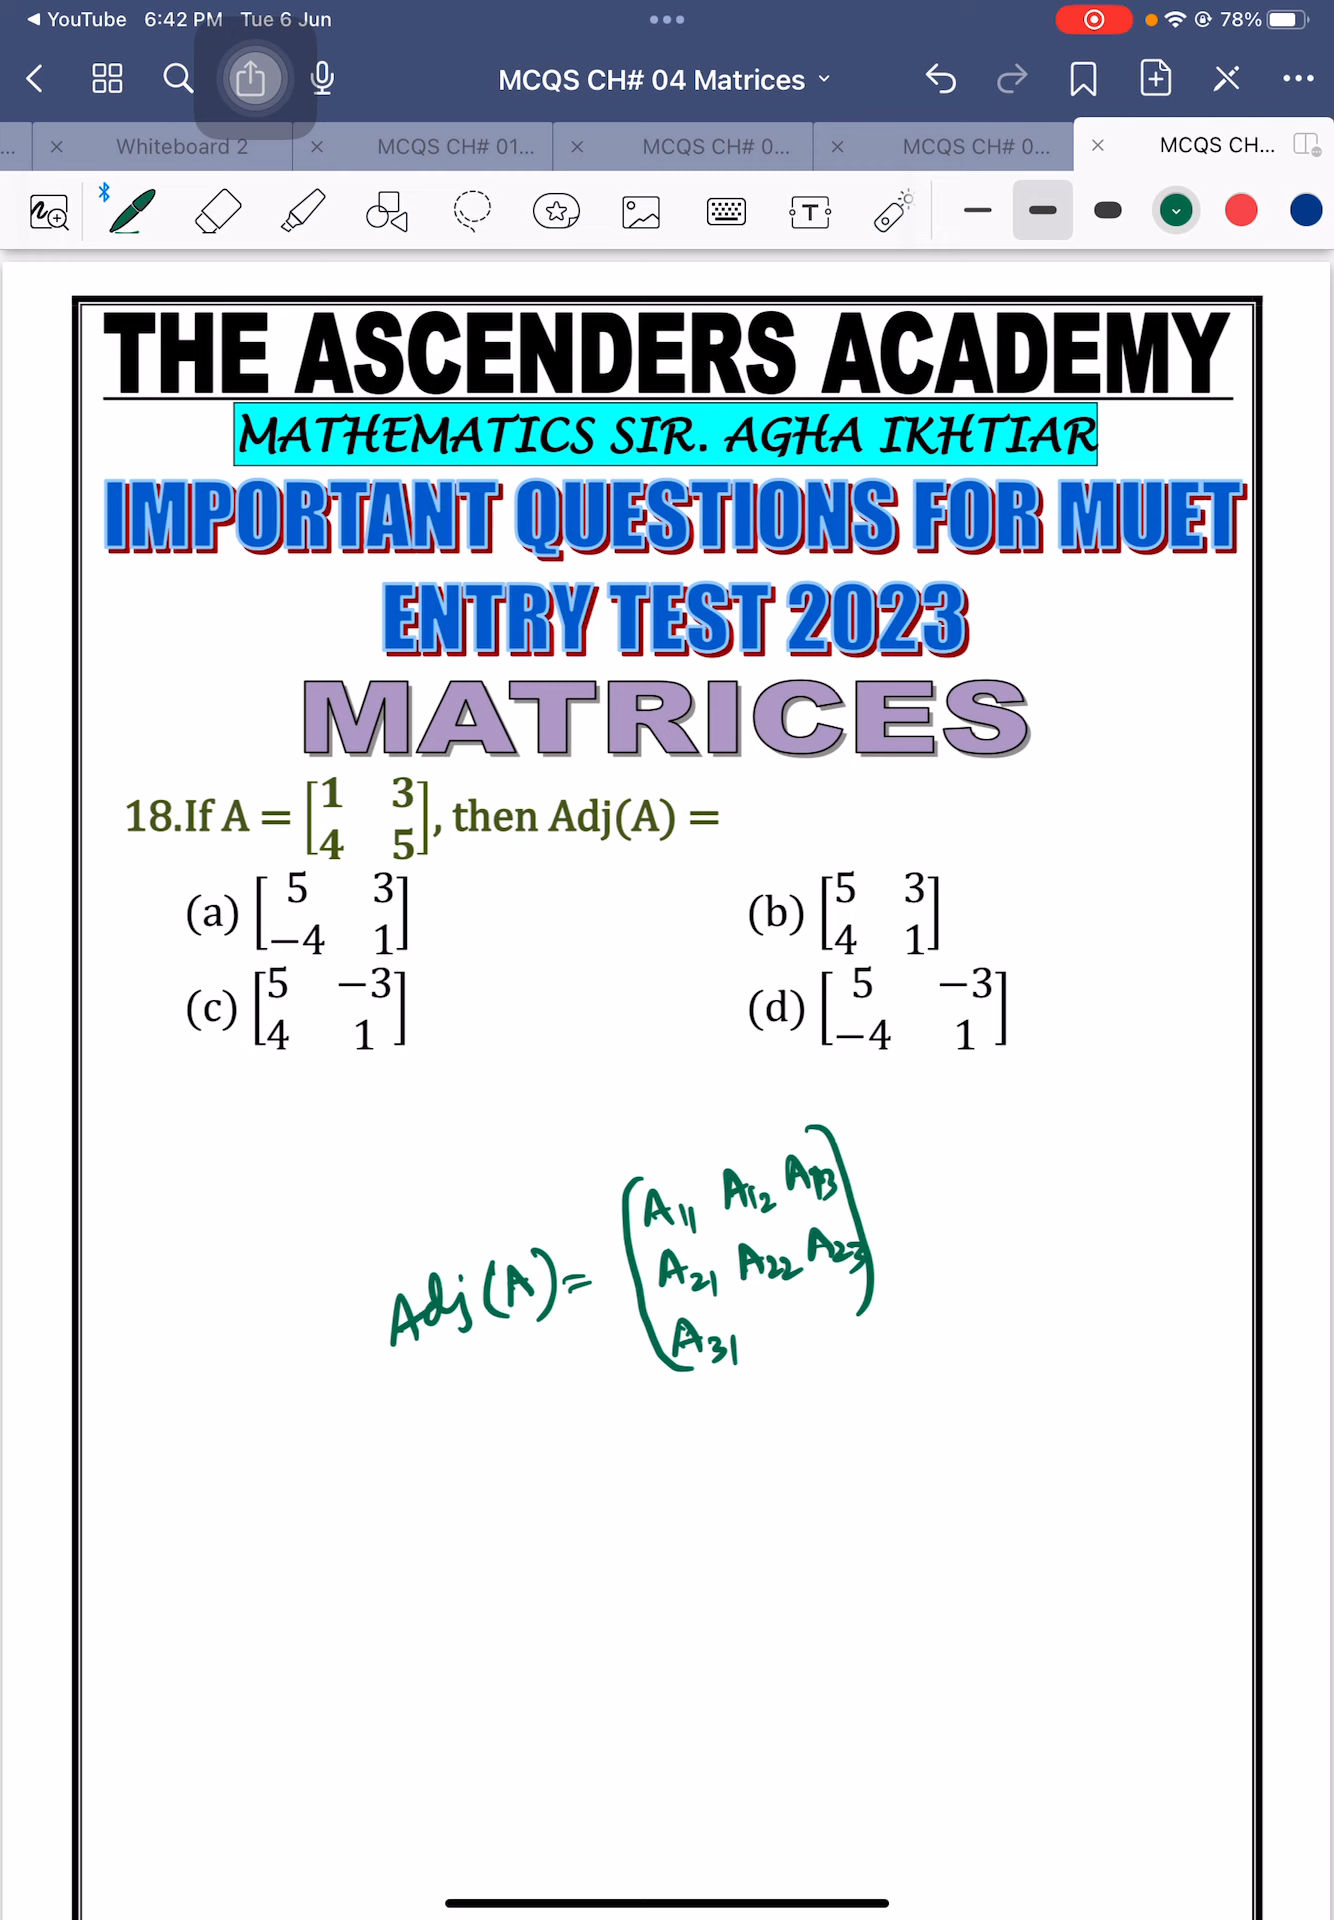 YouTube 6:42 PM Tue 6 Jun 78%
MCQS CH# 04 Matrices
... Whiteboard 2 MCQS CH# 01... MCQS CH# 0... MCQS CH# 0... MCQS CH...
THE ASCENDERS ACADEMY
MATHEMATICS SIR. AGHA IKHTIAR
IMPORTANT QUESTIONS FOR MUET
ENTRY TEST 2023
MATRICES
18.If A = [1 3
4 5], then Adj(A) =
(a) [5 3
−4 1] (b) [5 3
4 1]
(c) [5 −3
4 1] (d) [5 −3
−4 1]
Adj(A) = (A11 A12 A13
A21 A22 A23
A31)